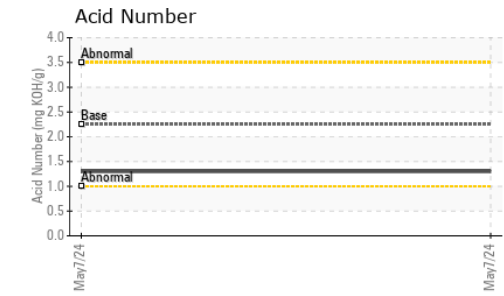 Acid Number
Acid Number (mg KOH/g)
4.0
3.5
3.0
2.5
2.0
1.5
1.0
0.5
0.0
Abnormal
Base
Abnormal
May7/24
May7/24